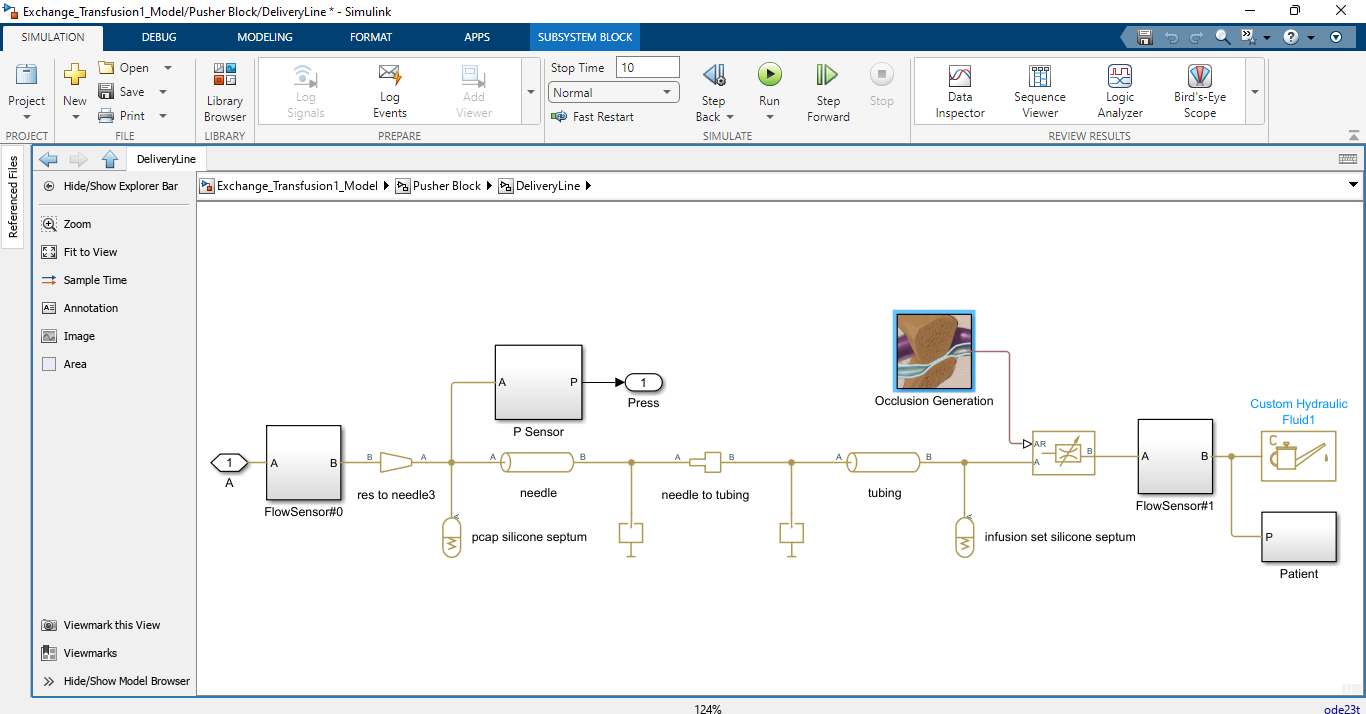 Exchange_Transfusion1_Model/Pusher Block/DeliveryLine * - Simulink
SIMULATION DEBUG MODELING FORMAT APPS SUBSYSTEM BLOCK
Project
New
Open
Save
Print
Library
Browser
Log
Signals
Log
Events
Add
Viewer
Stop Time 10
Normal
Fast Restart
Step
Back
Run
Step
Forward
Stop
Data
Inspector
Sequence
Viewer
Logic
Analyzer
Bird's-Eye
Scope
PROJECT FILE LIBRARY PREPARE SIMULATE REVIEW RESULTS
Referenced Files
DeliveryLine
Hide/Show Explorer Bar
Exchange_Transfusion1_Model Pusher Block DeliveryLine
Zoom
Fit to View
Sample Time
Annotation
Image
Area
Viewmark this View
Viewmarks
Hide/Show Model Browser
1
A
A B
FlowSensor#0
B A
res to needle3
A P
P Sensor
1
Press
A
pcap silicone septum
A B
needle
A B
needle to tubing
A B
tubing
A
infusion set silicone septum
Occlusion Generation
AR
A B
A B
FlowSensor#1
Custom Hydraulic
Fluid1
C
P
Patient
124%
ode23t